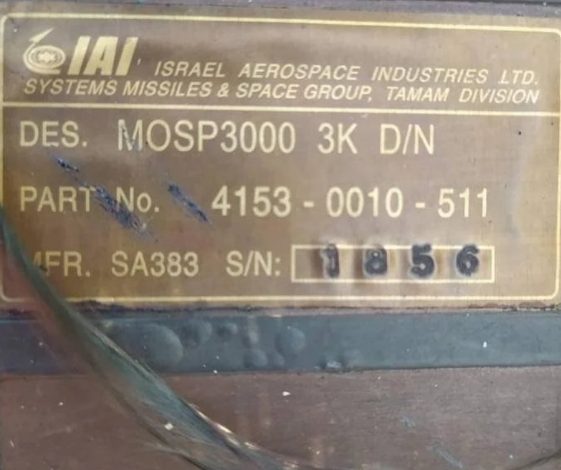 IAI ISRAEL AEROSPACE INDUSTRIES LTD.
SYSTEMS MISSILES & SPACE GROUP, TAMAM DIVISION
DES. MOSP3000 3K D/N
PART No. 4153-0010-511
MFR. SA383 S/N: 1856